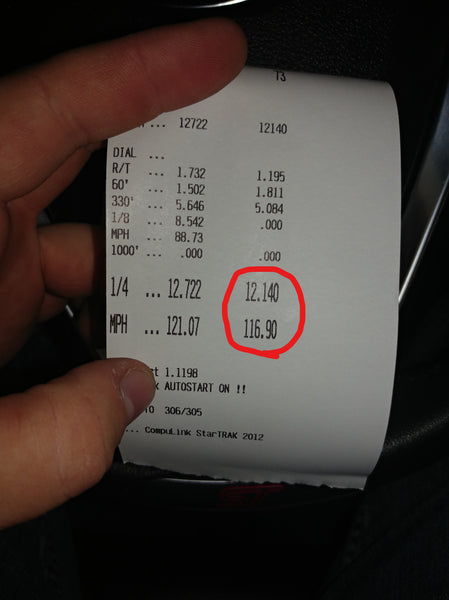 T3
... 12722 12140
DIAL ...
R/T ... 1.732 1.195
60' ... 1.502 1.811
330' ... 5.646 5.084
1/8 ... 8.542 .000
MPH ... 88.73
1000' ... .000 .000
1/4 ... 12.722 12.140
MPH ... 121.07 116.90
1.1198
AUTOSTART ON !!
306/305
... CompuLink StarTRAK 2012